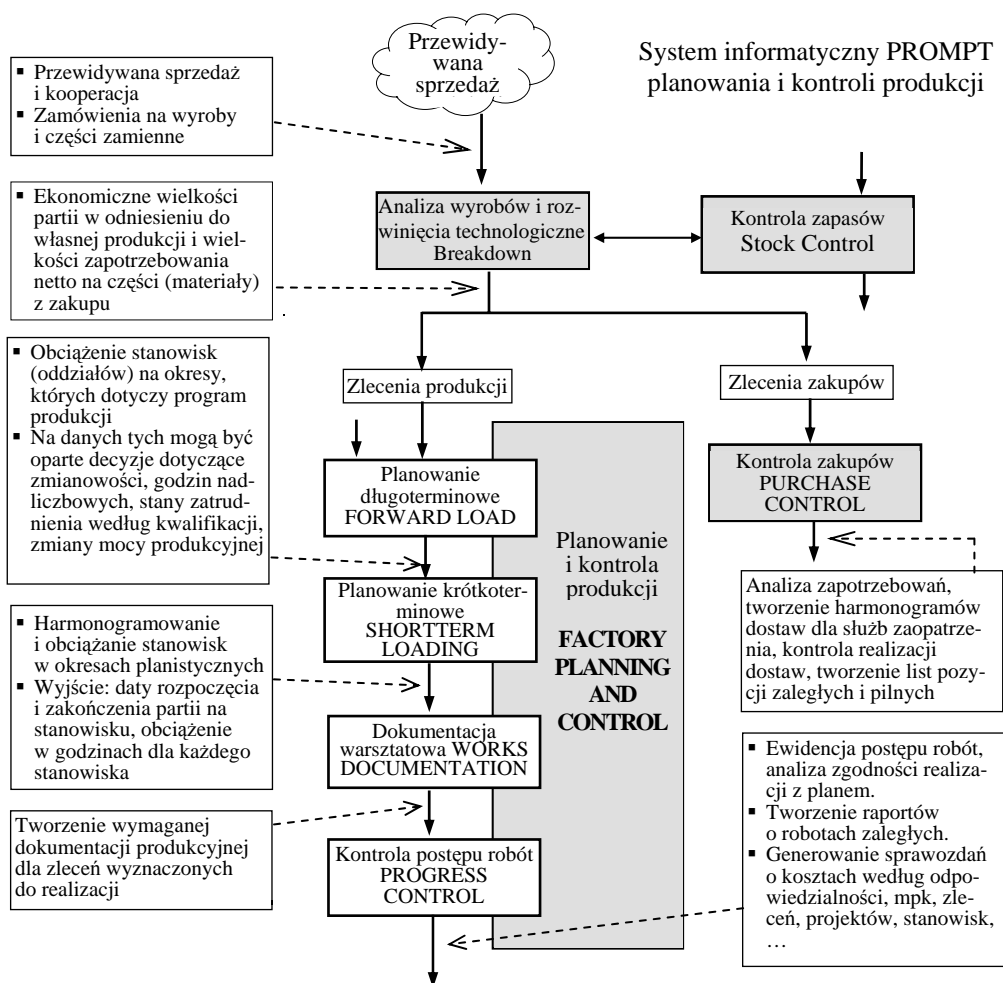 Przewidy-
wana
sprzedaż
System informatyczny PROMPT
planowania i kontroli produkcji
▪ Przewidywana sprzedaż
i kooperacja
▪ Zamówienia na wyroby
i części zamienne
▪ Ekonomiczne wielkości
partii w odniesieniu do
własnej produkcji i wiel-
kości zapotrzebowania
netto na części (materiały)
z zakupu
Analiza wyrobów i roz-
winięcia technologiczne
Breakdown
Kontrola zapasów
Stock Control
▪ Obciążenie stanowisk
(oddziałów) na okresy,
których dotyczy program
produkcji
▪ Na danych tych mogą być
oparte decyzje dotyczące
zmianowości, godzin nad-
liczbowych, stany zatrud-
nienia według kwalifikacji,
zmiany mocy produkcyjnej
Zlecenia produkcji
Zlecenia zakupów
Planowanie
długoterminowe
FORWARD LOAD
Kontrola zakupów
PURCHASE
CONTROL
Planowanie
i kontrola
produkcji
FACTORY
PLANNING
AND
CONTROL
Planowanie krótkoter-
minowe
SHORTTERM
LOADING
Analiza zapotrzebowań,
tworzenie harmonogramów
dostaw dla służb zaopatrze-
nia, kontrola realizacji
dostaw, tworzenie list pozy-
cji zaległych i pilnych
▪ Harmonogramowanie
i obciążanie stanowisk
w okresach planistycznych
▪ Wyjście: daty rozpoczęcia
i zakończenia partii na
stanowisku, obciążenie
w godzinach dla każdego
stanowiska
Dokumentacja
warsztatowa WORKS
DOCUMENTATION
▪ Ewidencja postępu robót,
analiza zgodności realiza-
cji z planem.
▪ Tworzenie raportów
o robotach zaległych.
▪ Generowanie sprawozdań
o kosztach według odpo-
wiedzialności, mpk, zle-
ceń, projektów, stanowisk,
…
Tworzenie wymaganej
dokumentacji produkcyjnej
dla zleceń wyznaczonych
do realizacji
Kontrola postępu robót
PROGRESS
CONTROL